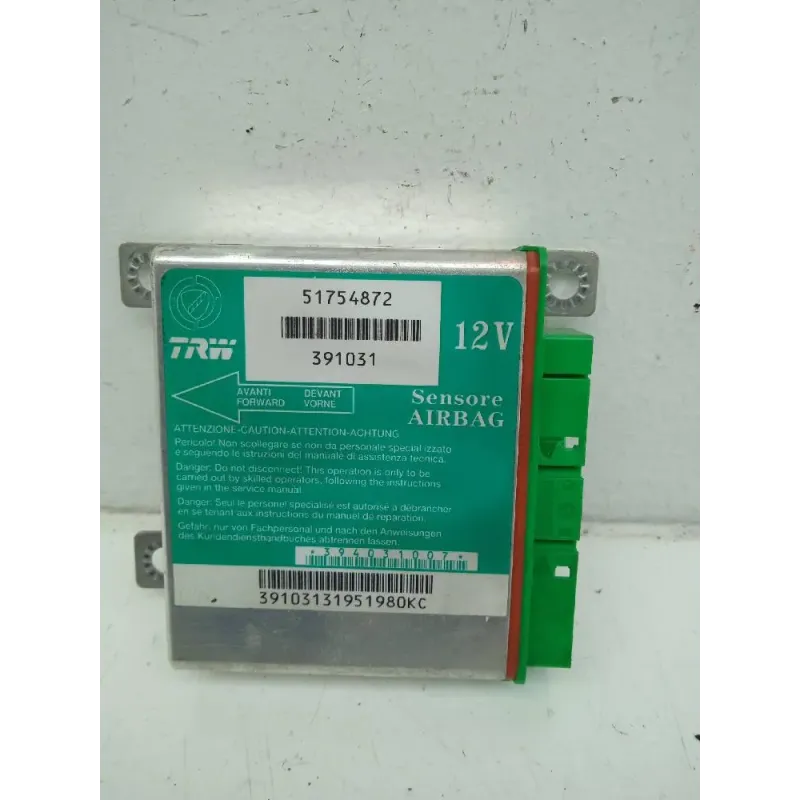 51754872
391031
TRW
12V
AVANTI DEVANT
FORWARD VORNE
Sensore
AIRBAG
ATTENZIONE-CAUTION-ATTENTION-ACHTUNG
Pericolo! Non scollegare se non da personale specializzato
e seguendo le istruzioni del manuale di assistenza tecnica.
Danger: Do not disconnect! This operation is only to be
carried out by skilled operators, following the instructions
given in the service manual.
Danger: Seul le personel spécialisé est autorisé à débrancher
en se tenant aux instructions du manuel de réparation.
Gefahr: nur von Fachpersonal und nach den Anweisungen
des Kundendiensthandbuches abtrennen lassen.
*394031007*
39103131951980KC